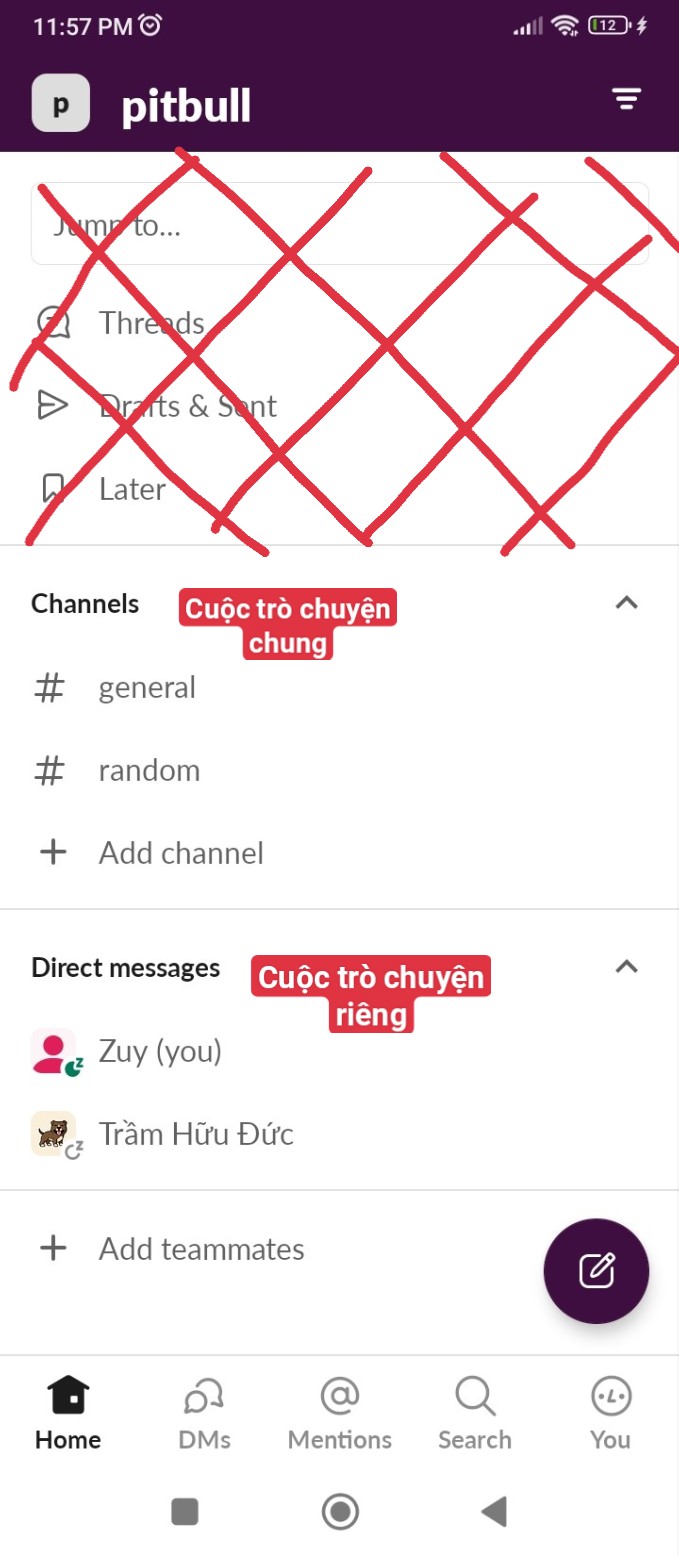 11:57 PM 12
p pitbull
Jump to...
Threads
Drafts & Sent
Later
Channels
Cuộc trò chuyện
chung
# general
# random
+ Add channel
Direct messages
Cuộc trò chuyện
riêng
Zuy (you)
Trầm Hữu Đức
+ Add teammates
Home DMs Mentions Search You